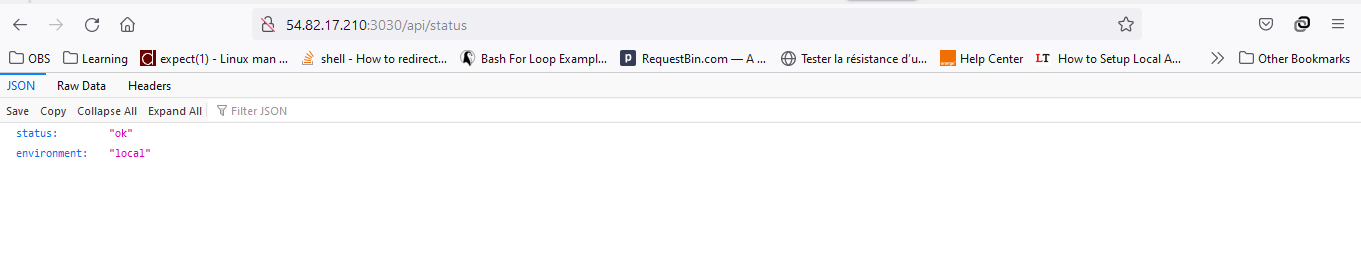 54.82.17.210:3030/api/status
OBS Learning expect(1) - Linux man ... shell - How to redirect... Bash For Loop Exampl... RequestBin.com — A ... Tester la résistance d'u... Help Center LT How to Setup Local A... Other Bookmarks
JSON Raw Data Headers
Save Copy Collapse All Expand All Filter JSON
status: "ok"
environment: "local"